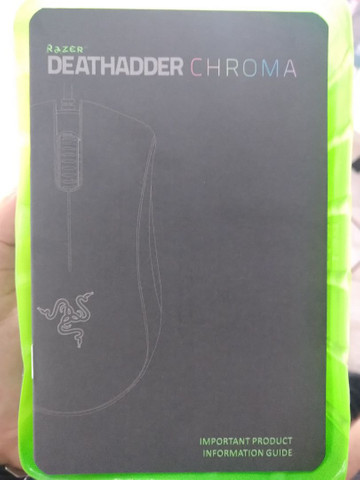 RAZER
DEATHADDER CHROMA
IMPORTANT PRODUCT
INFORMATION GUIDE